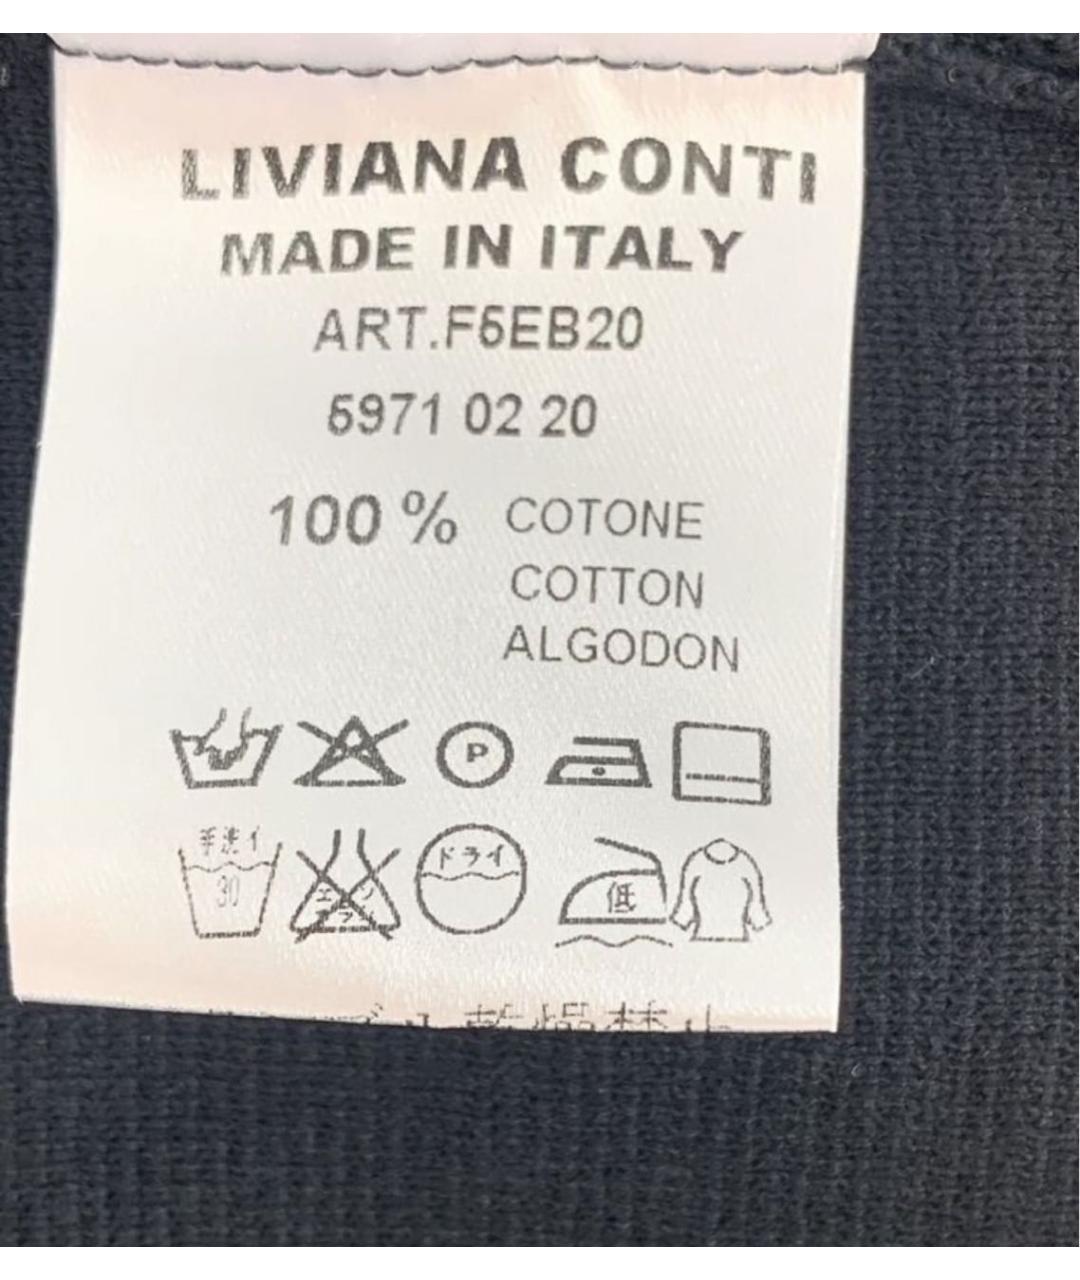 LIVIANA CONTI
MADE IN ITALY
ART.F5EB20
5971 02 20
100 % COTONE
COTTON
ALGODON
P
手洗イ
30
ドライ
低